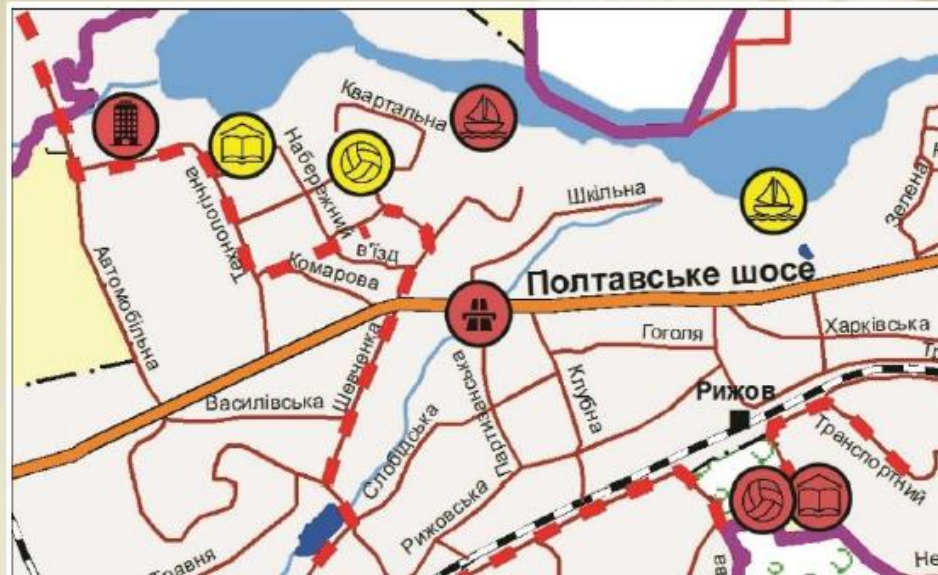 Квартальна
Набережний
в'їзд
Технологічна
Комарова
Автомобільна
Шкільна
Зелена
Полтавське шосе
Шевченка
Василівська
Гоголя
Харківська
Клубна
Партизанська
Слобідська
Рижов
Рижовська
Транспортний